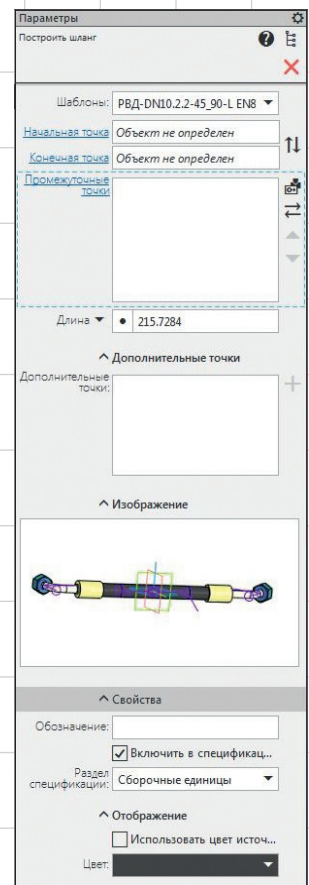 Параметры
Построить шланг
Шаблоны: РВД-DN10.2.2-45_90-L EN8
Начальная точка Объект не определен
Конечная точка Объект не определен
Промежуточные
точки
Длина 215.7284
Дополнительные точки
Дополнительные
точки:
Изображение
Свойства
Обозначение:
Включить в спецификац...
Раздел
спецификации: Сборочные единицы
Отображение
Использовать цвет источ...
Цвет: